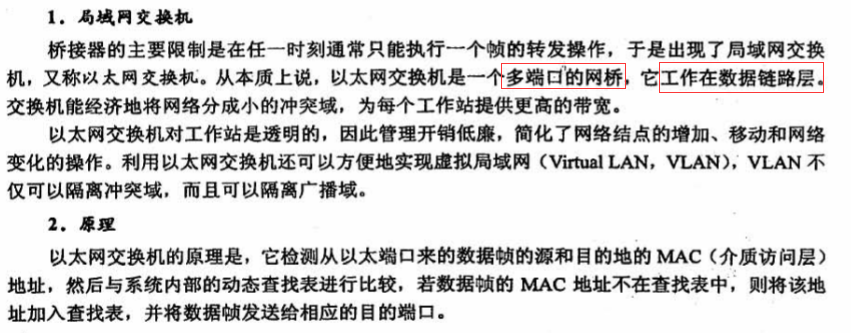 1．局域网交换机
桥接器的主要限制是在任一时刻通常只能执行一个帧的转发操作，于是出现了局域网交换
机，又称以太网交换机。从本质上说，以太网交换机是一个多端口的网桥，它工作在数据链路层。
交换机能经济地将网络分成小的冲突域，为每个工作站提供更高的带宽。
以太网交换机对工作站是透明的，因此管理开销低廉，简化了网络结点的增加、移动和网络
变化的操作。利用以太网交换机还可以方便地实现虚拟局域网（Virtual LAN，VLAN），VLAN 不
仅可以隔离冲突域，而且可以隔离广播域。
2．原理
以太网交换机的原理是，它检测从以太端口来的数据帧的源和目的地的 MAC（介质访问层）
地址，然后与系统内部的动态查找表进行比较，若数据帧的 MAC 地址不在查找表中，则将该地
址加入查找表，并将数据帧发送给相应的目的端口。